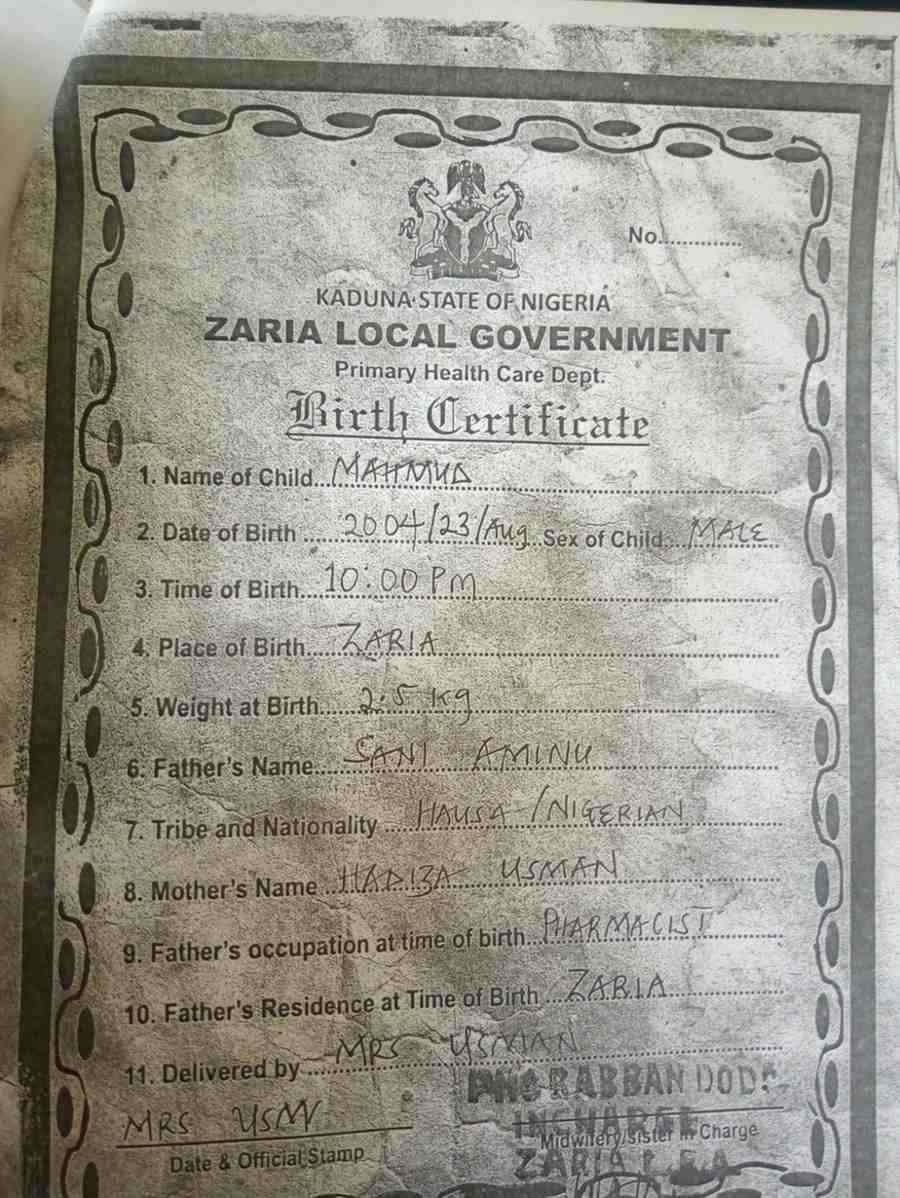 No.............
KADUNA STATE OF NIGERIA
ZARIA LOCAL GOVERNMENT
Primary Health Care Dept.
Birth Certificate
1. Name of Child...MAHMUD
2. Date of Birth.....2004/23/Aug...Sex of Child....MALE
3. Time of Birth...10:00 PM
4. Place of Birth.....ZARIA
5. Weight at Birth......2.5 kg
6. Father's Name......SANI AMINU
7. Tribe and Nationality.....HAUSA/NIGERIAN
8. Mother's Name...HADIZA USMAN
9. Father's occupation at time of birth...PHARMACIST
10. Father's Residence at Time of Birth...ZARIA
11. Delivered by.....MRS USMAN
RABBAN
MRS USMN
INCHARGE
Midwifery/Sister in Charge
Date & Official Stamp
ZARIA